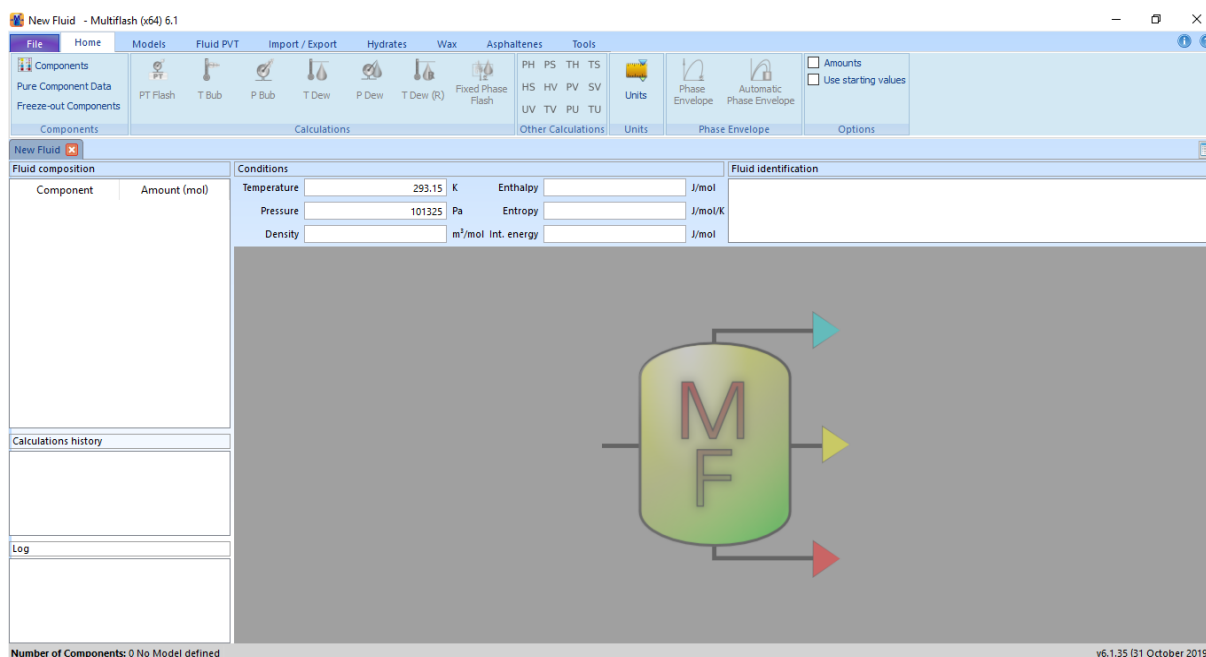 New Fluid - Multiflash (x64) 6.1
File Home Models Fluid PVT Import / Export Hydrates Wax Asphaltenes Tools
Components
Pure Component Data
Freeze-out Components
Components
PT
PT Flash T Bub P Bub T Dew P Dew T Dew (R) Fixed Phase Flash
Calculations
PH PS TH TS
HS HV PV SV
UV TV PU TU
Other Calculations
Units
Units
Phase Envelope Automatic Phase Envelope
Phase Envelope
Amounts
Use starting values
Options
New Fluid
Fluid composition
Component Amount (mol)
Conditions
Temperature 293.15 K Enthalpy J/mol
Pressure 101325 Pa Entropy J/mol/K
Density m³/mol Int. energy J/mol
Fluid identification
M
F
Calculations history
Log
Number of Components: 0 No Model defined
v6.1.35 (31 October 2019